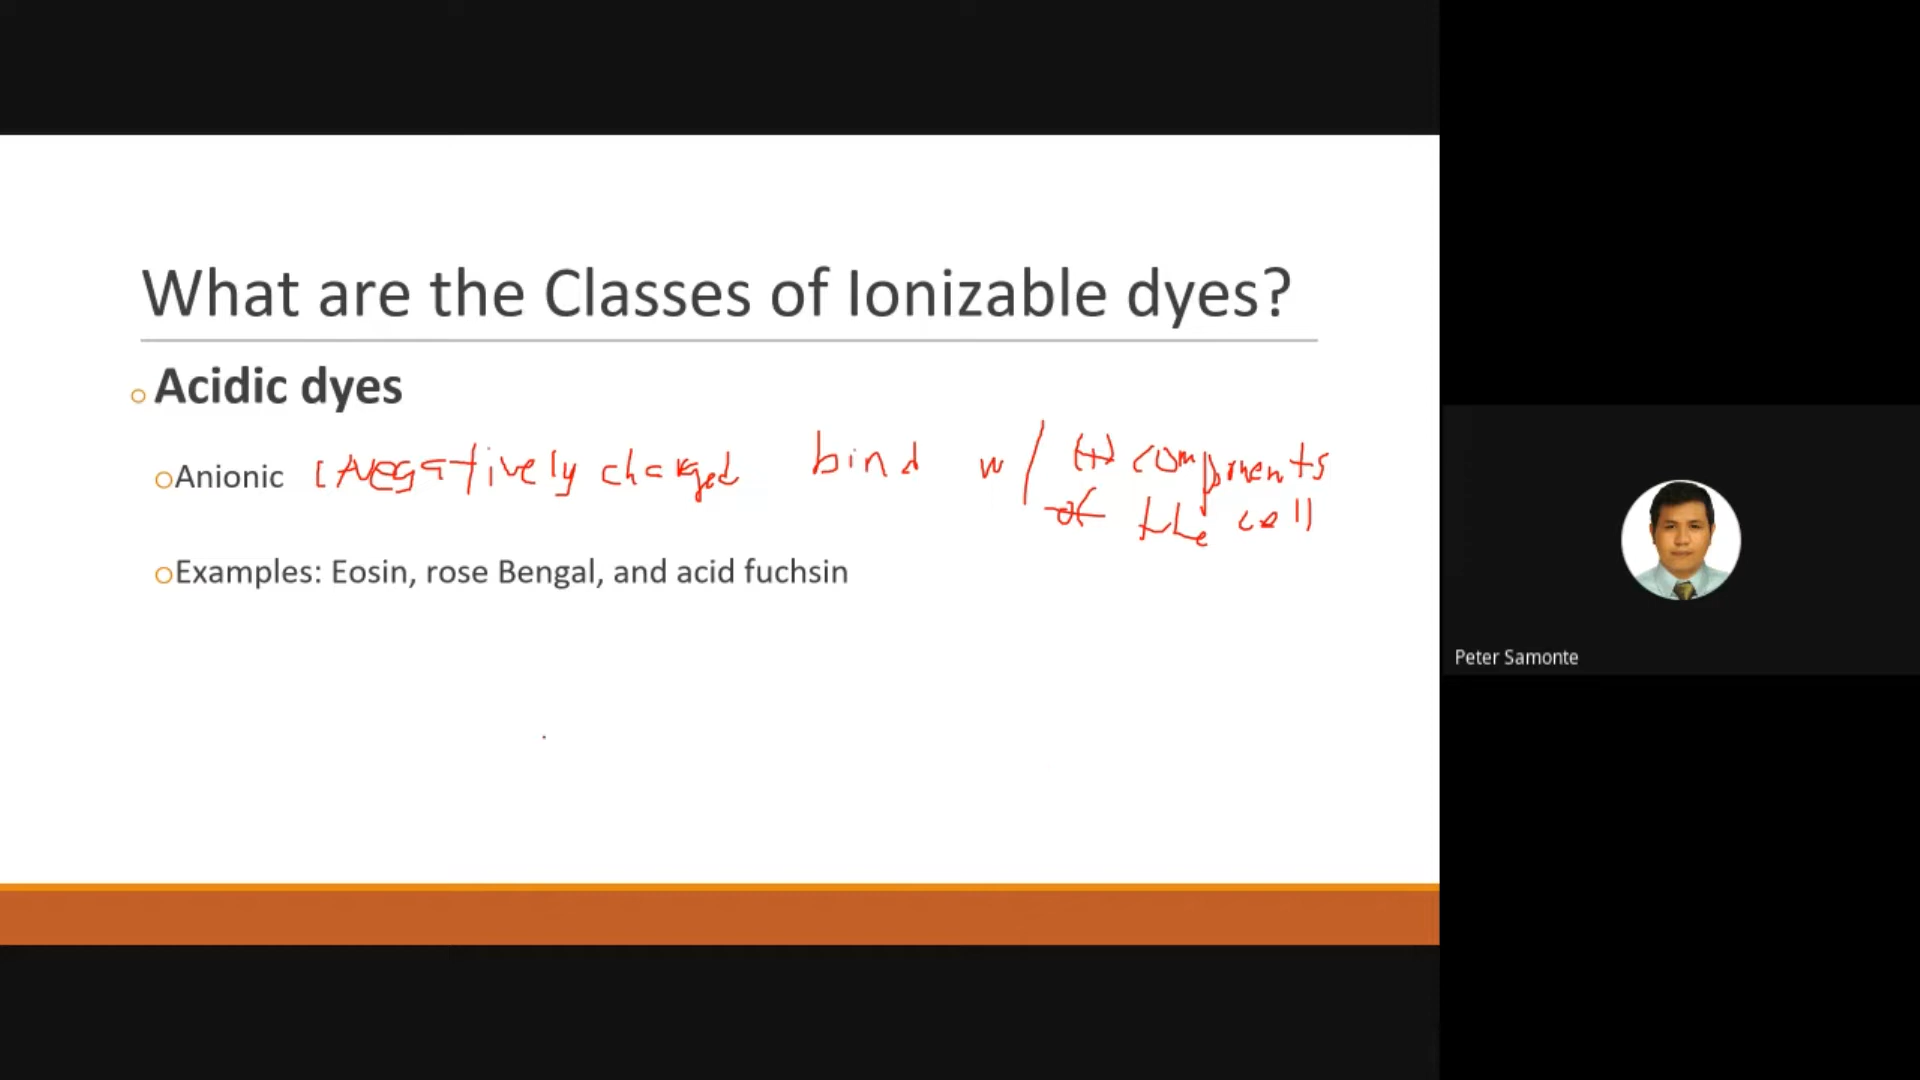 What are the Classes of Ionizable dyes?
Acidic dyes
Anionic (Negatively charged bind w/ (+) components
of the cell
Examples: Eosin, rose Bengal, and acid fuchsin
Peter Samonte